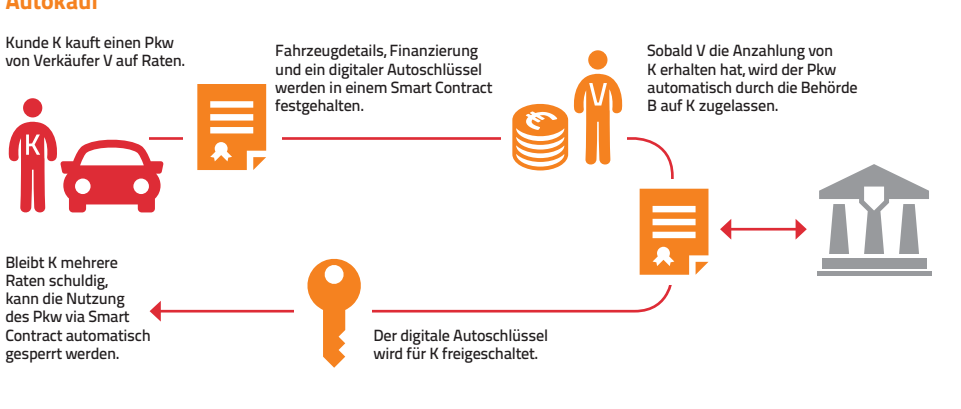 Autokauf
Kunde K kauft einen Pkw
von Verkäufer V auf Raten.
Fahrzeugdetails, Finanzierung
und ein digitaler Autoschlüssel
werden in einem Smart Contract
festgehalten.
Sobald V die Anzahlung von
K erhalten hat, wird der Pkw
automatisch durch die Behörde
B auf K zugelassen.
K
€
V
Der digitale Autoschlüssel
wird für K freigeschaltet.
Bleibt K mehrere
Raten schuldig,
kann die Nutzung
des Pkw via Smart
Contract automatisch
gesperrt werden.